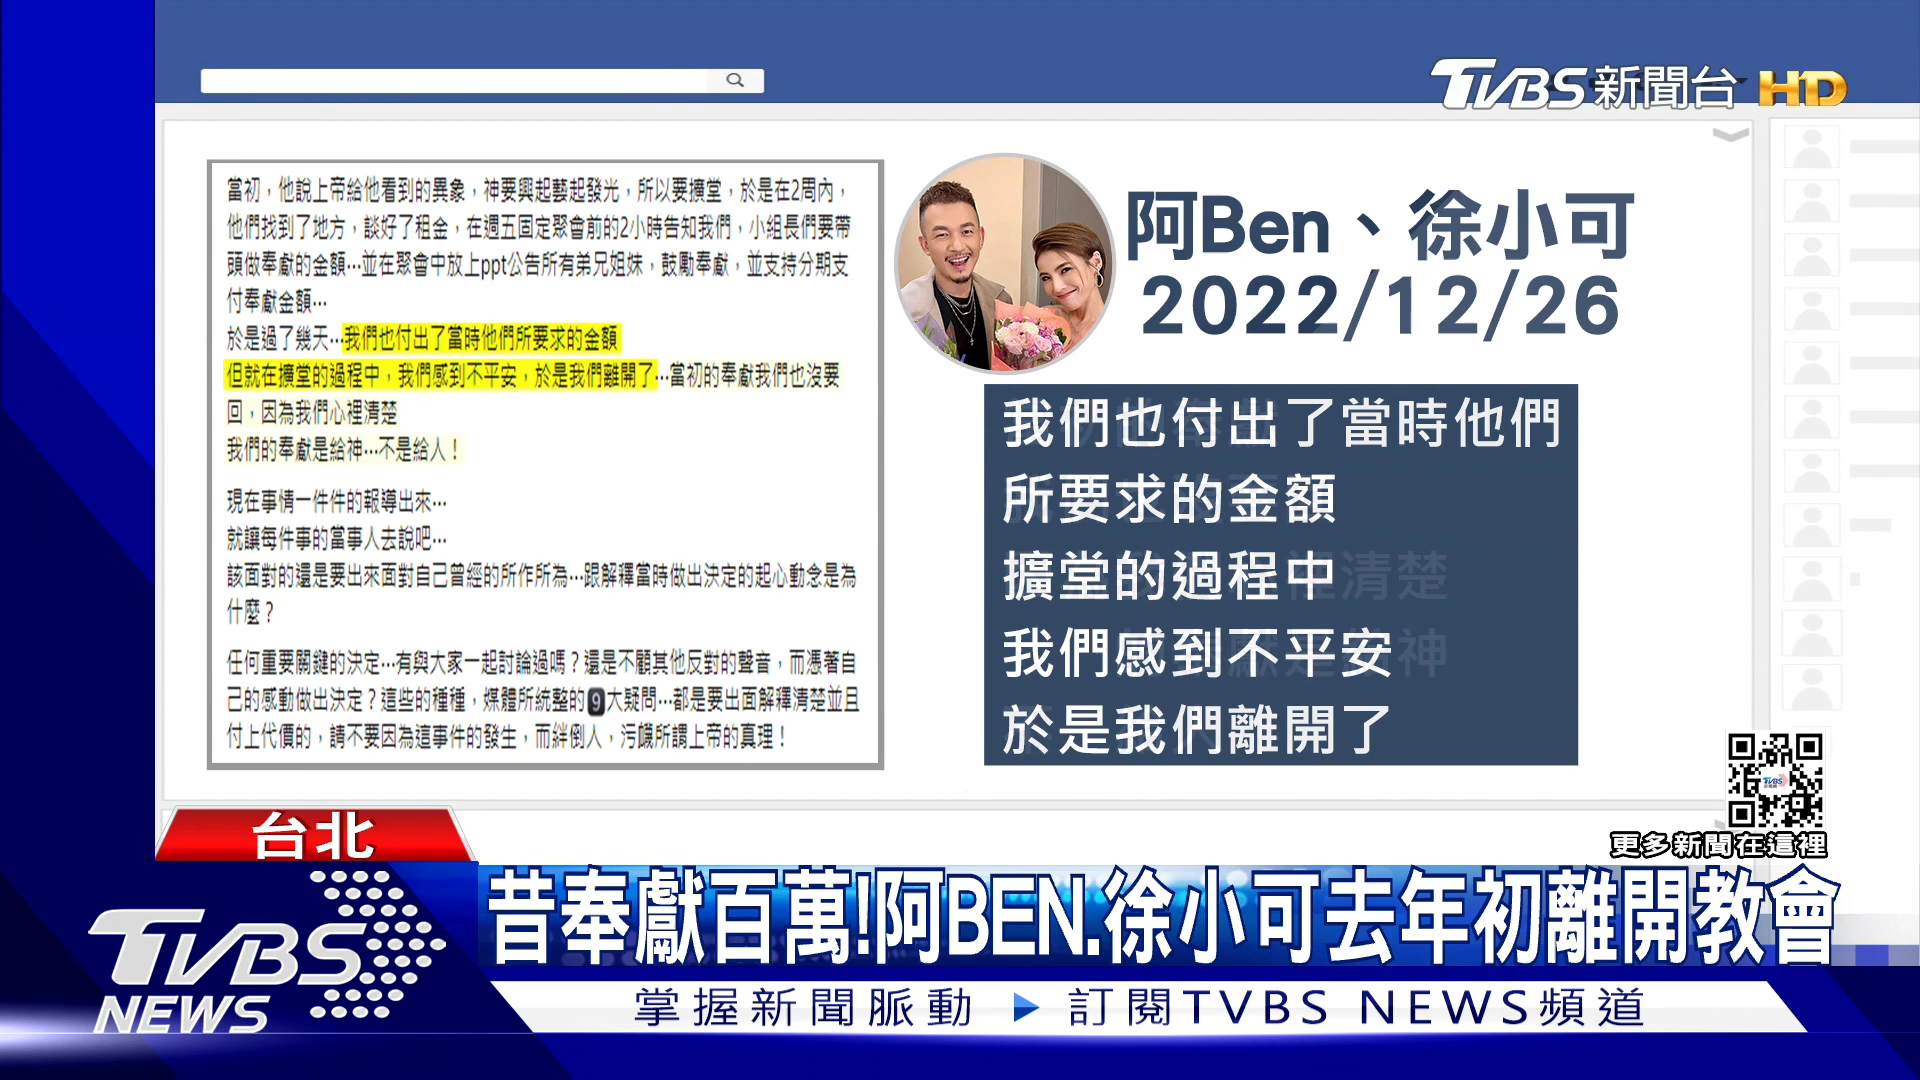 TVBS新聞台 HD
當初，他說上帝給他看到的異象，神要興起藝起發光，所以要擴堂，於是在2周內，
他們找到了地方，談好了租金，在週五固定聚會前的2小時告知我們，小組長們要帶
頭做奉獻的金額…並在聚會中放上ppt公告所有弟兄姐妹，鼓勵奉獻，並支持分期支
付奉獻金額…
於是過了幾天…我們也付出了當時他們所要求的金額
但就在擴堂的過程中，我們感到不平安，於是我們離開了…當初的奉獻我們也沒要
回，因為我們心裡清楚
我們的奉獻是給神…不是給人！
現在事情一件件的報導出來…
就讓每件事的當事人去說吧…
該面對的還是要出來面對自己曾經的所作所為…跟解釋當時做出決定的起心動念是為
什麼？
任何重要關鍵的決定…有與大家一起討論過嗎？還是不顧其他反對的聲音，而憑著自
己的感動做出決定？這些的種種，媒體所統整的9大疑問…都是要出面解釋清楚並且
付上代價的，請不要因為這事件的發生，而絆倒人，污衊所謂上帝的真理！
阿Ben、徐小可
2022/12/26
我們也付出了當時他們
所要求的金額
擴堂的過程中
我們感到不平安
於是我們離開了
更多新聞在這裡
台北
昔奉獻百萬!阿BEN.徐小可去年初離開教會
TVBS
NEWS
掌握新聞脈動 ▶ 訂閱TVBS NEWS頻道